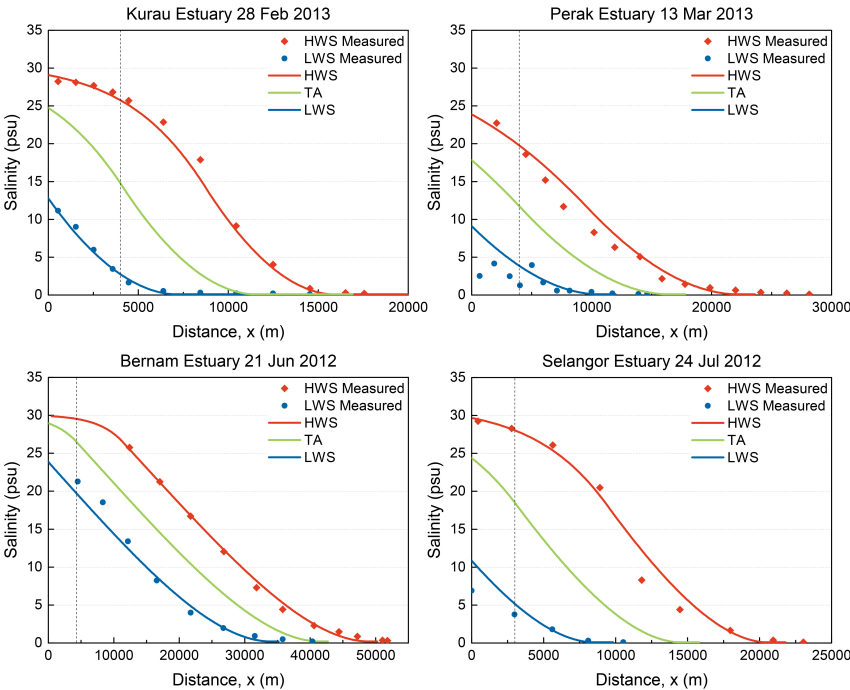 Kurau Estuary 28 Feb 2013
35
30
25
20
15
10
5
0
Salinity (psu)
HWS Measured
LWS Measured
HWS
TA
LWS
0 5000 10000 15000 20000
Distance, x (m)
Perak Estuary 13 Mar 2013
35
30
25
20
15
10
5
0
Salinity (psu)
HWS Measured
LWS Measured
HWS
TA
LWS
0 10000 20000 30000
Distance, x (m)
Bernam Estuary 21 Jun 2012
35
30
25
20
15
10
5
0
Salinity (psu)
HWS Measured
LWS Measured
HWS
TA
LWS
0 10000 20000 30000 40000 50000
Distance, x (m)
Selangor Estuary 24 Jul 2012
35
30
25
20
15
10
5
0
Salinity (psu)
HWS Measured
LWS Measured
HWS
TA
LWS
0 5000 10000 15000 20000 25000
Distance, x (m)